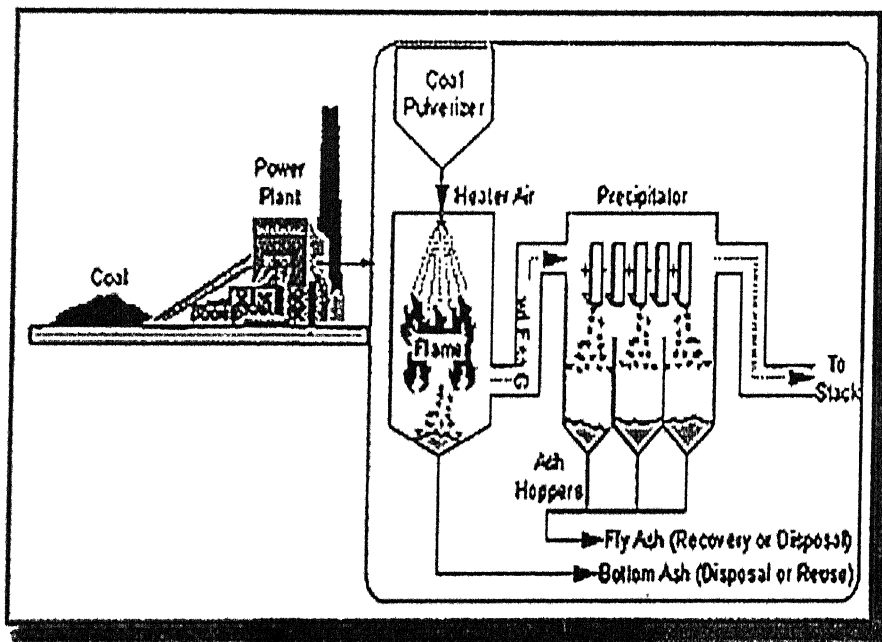 Coal
Pulverizer
Power
Plant
Heater Air
Precipitator
Coal
Flame
To
Stack
Ash
Hoppers
Fly Ash (Recovery or Disposal)
Bottom Ash (Disposal or Reuse)